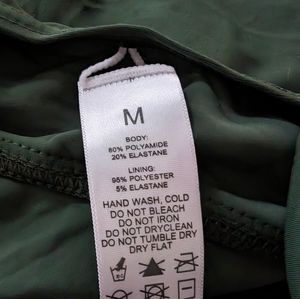 M
BODY:
80% POLYAMIDE
20% ELASTANE
LINING:
95% POLYESTER
5% ELASTANE
HAND WASH, COLD
DO NOT BLEACH
DO NOT IRON
DO NOT DRYCLEAN
DO NOT TUMBLE DRY
DRY FLAT